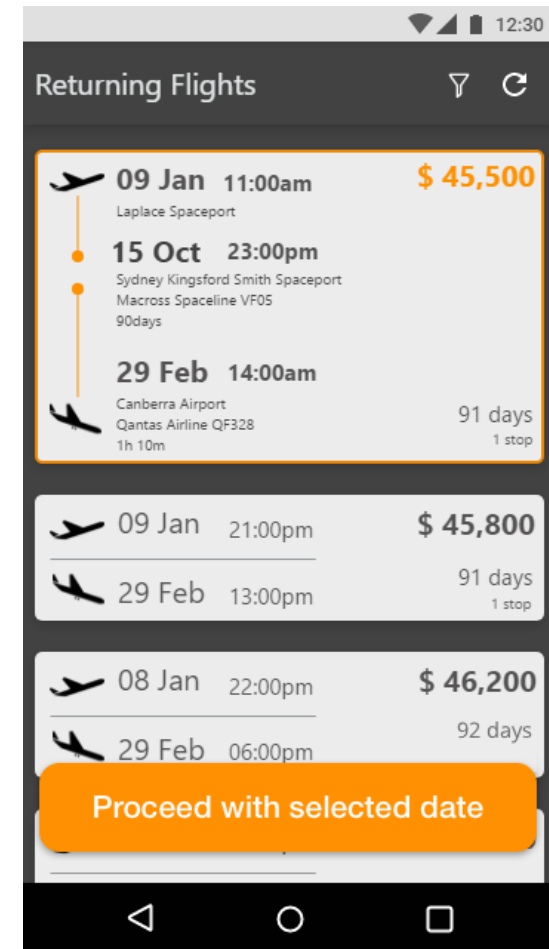 12:30
Returning Flights
09 Jan 11:00am $ 45,500
Laplace Spaceport
15 Oct 23:00pm
Sydney Kingsford Smith Spaceport
Macross Spaceline VF05
90days
29 Feb 14:00am
Canberra Airport
Qantas Airline QF328
1h 10m
91 days
1 stop
09 Jan 21:00pm $ 45,800
29 Feb 13:00pm
91 days
1 stop
08 Jan 22:00pm $ 46,200
29 Feb 06:00pm
92 days
Proceed with selected date